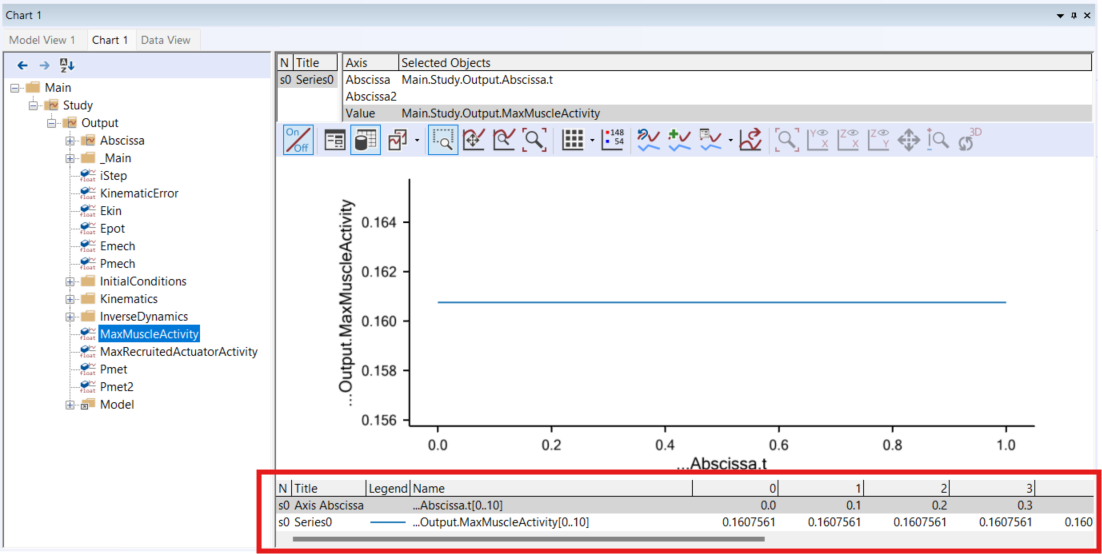 Chart 1
Model View 1 Chart 1 Data View
Main
Study
Output
Abscissa
_Main
iStep
KinematicError
Ekin
Epot
Emech
Pmech
InitialConditions
Kinematics
InverseDynamics
MaxMuscleActivity
MaxRecruitedActuatorActivity
Pmet
Pmet2
Model
N Title Axis Selected Objects
s0 Series0 Abscissa Main.Study.Output.Abscissa.t
Abscissa2
Value Main.Study.Output.MaxMuscleActivity
On/Off 148 54 Y X Z X Z Y 3D
...Output.MaxMuscleActivity
0.164
0.162
0.160
0.158
0.156
0.0 0.2 0.4 0.6 0.8 1.0
...Abscissa.t
N Title Legend Name 0 1 2 3
s0 Axis Abscissa ...Abscissa.t[0..10] 0.0 0.1 0.2 0.3
s0 Series0 ...Output.MaxMuscleActivity[0..10] 0.1607561 0.1607561 0.1607561 0.1607561 0.160